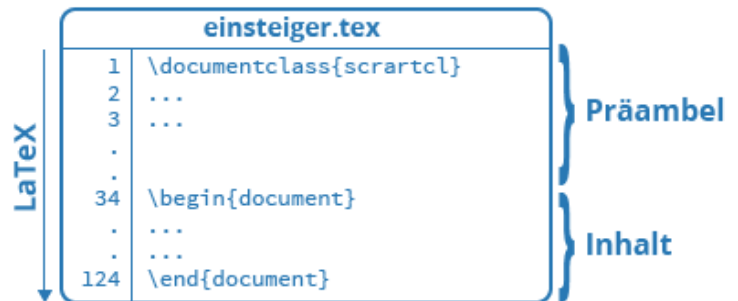 einsteiger.tex
1 \documentclass{scrartcl}
2 ...
3 ...
.
.
34 \begin{document}
. ...
. ...
124 \end{document}
LaTeX
Präambel
Inhalt